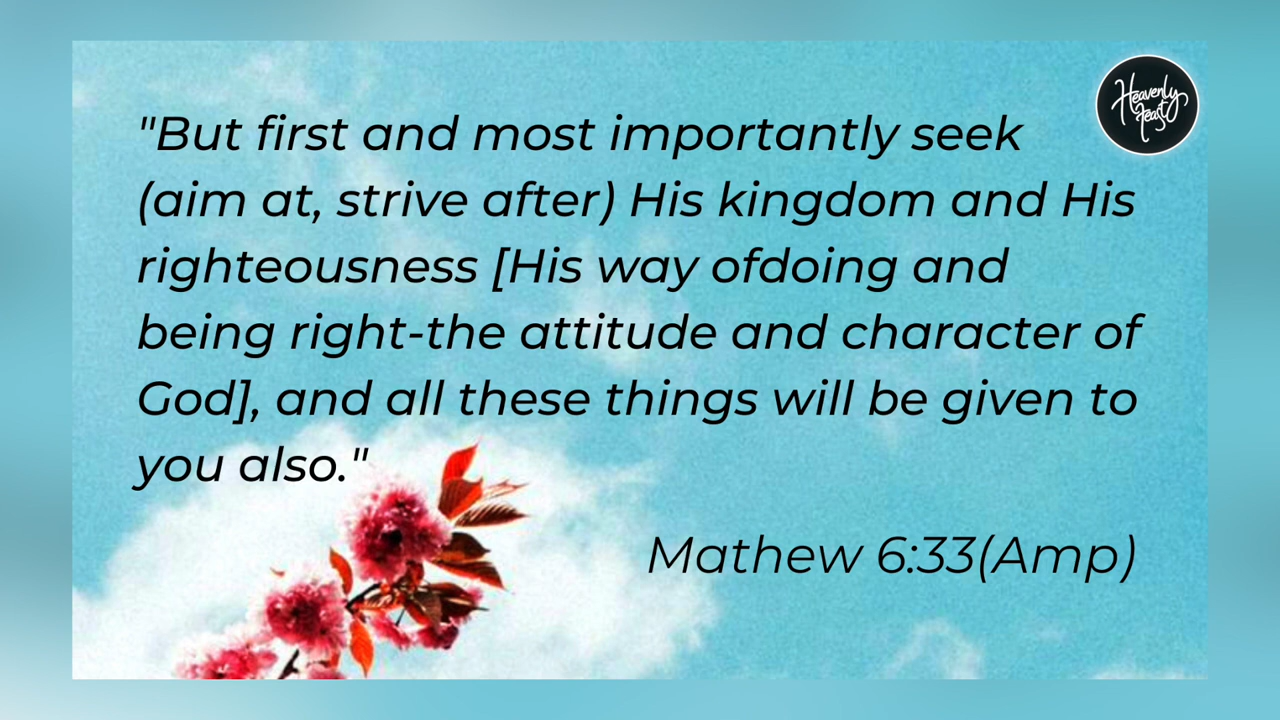 Heavenly
feast
"But first and most importantly seek
(aim at, strive after) His kingdom and His
righteousness [His way ofdoing and
being right-the attitude and character of
God], and all these things will be given to
you also."
Mathew 6:33(Amp)